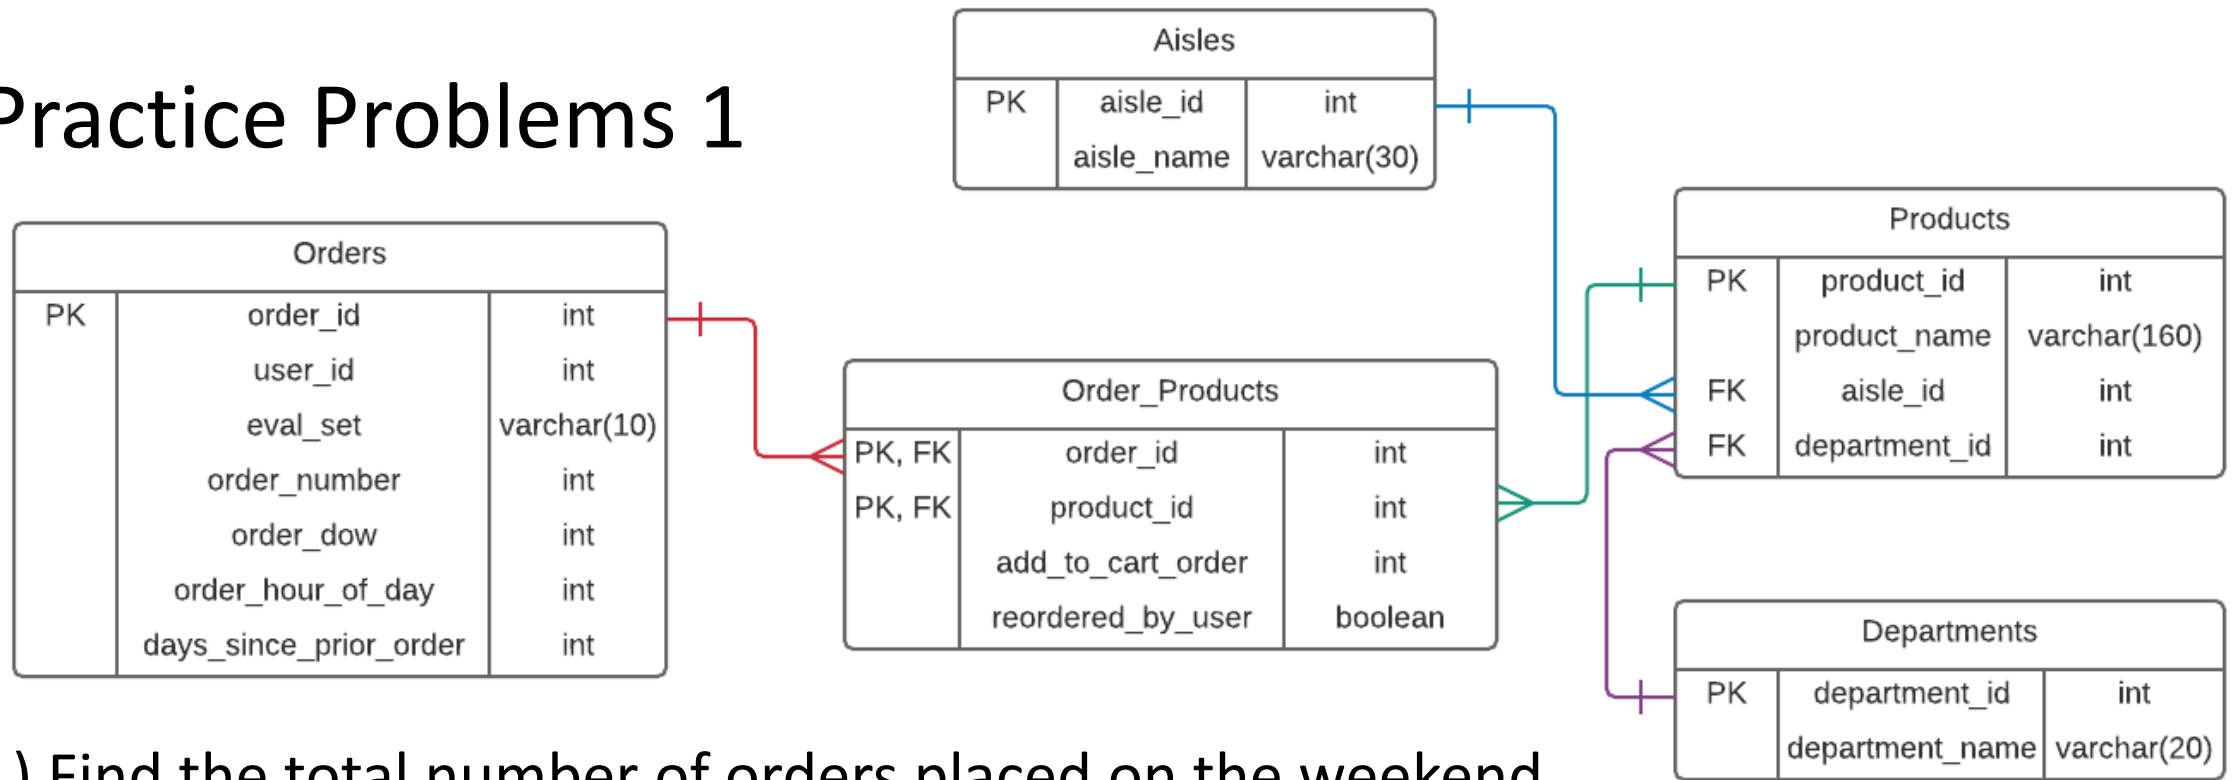 Practice Problems 1
Aisles
PK aisle_id int
aisle_name varchar(30)
Orders
PK order_id int
user_id int
eval_set varchar(10)
order_number int
order_dow int
order_hour_of_day int
days_since_prior_order int
Order_Products
PK, FK order_id int
PK, FK product_id int
add_to_cart_order int
reordered_by_user boolean
Products
PK product_id int
product_name varchar(160)
FK aisle_id int
FK department_id int
Departments
PK department_id int
department_name varchar(20)
) Find the total number of orders placed on the weekend